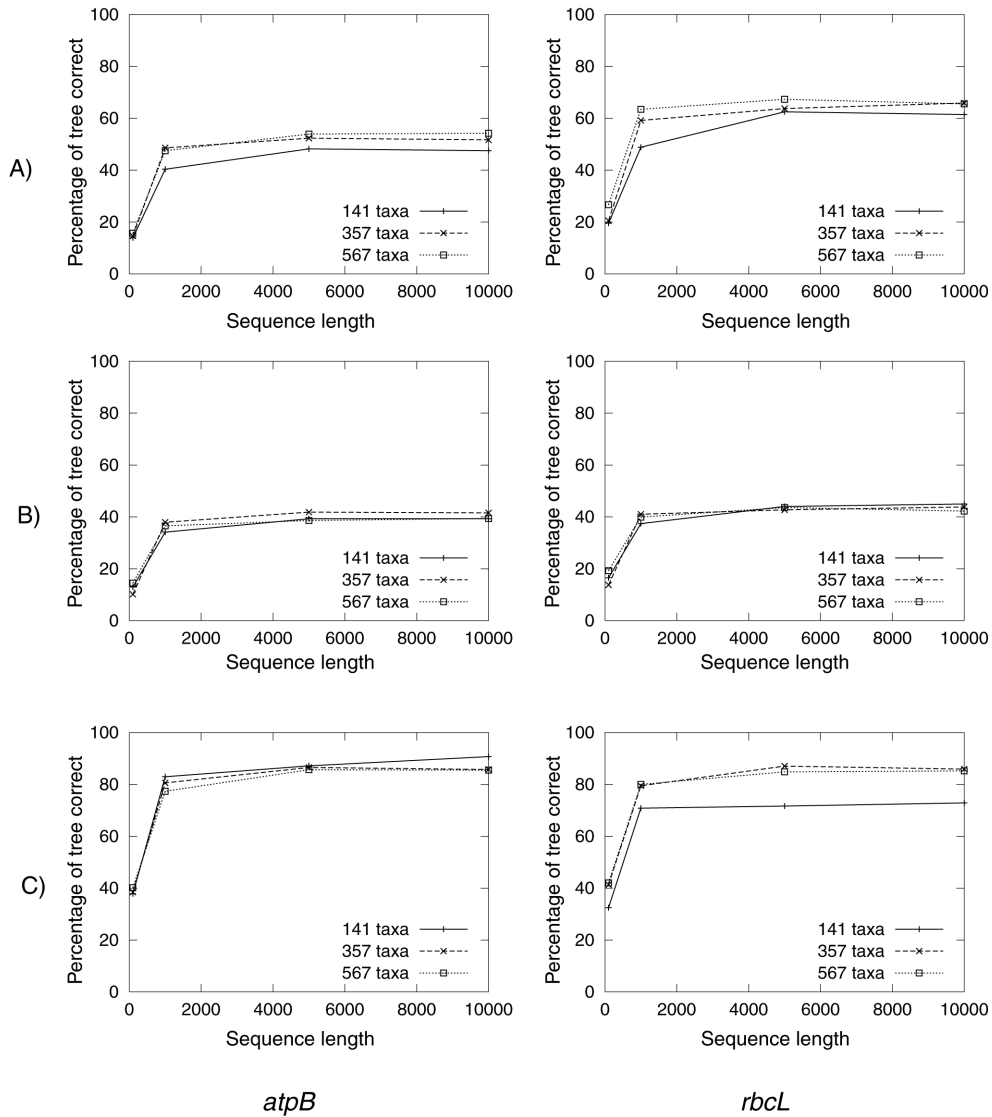 A)
Percentage of tree correct
100
80
60
40
20
0
141 taxa
357 taxa
567 taxa
0 2000 4000 6000 8000 10000
Sequence length
Percentage of tree correct
100
80
60
40
20
0
141 taxa
357 taxa
567 taxa
0 2000 4000 6000 8000 10000
Sequence length
B)
Percentage of tree correct
100
80
60
40
20
0
141 taxa
357 taxa
567 taxa
0 2000 4000 6000 8000 10000
Sequence length
Percentage of tree correct
100
80
60
40
20
0
141 taxa
357 taxa
567 taxa
0 2000 4000 6000 8000 10000
Sequence length
C)
Percentage of tree correct
100
80
60
40
20
0
141 taxa
357 taxa
567 taxa
0 2000 4000 6000 8000 10000
Sequence length
Percentage of tree correct
100
80
60
40
20
0
141 taxa
357 taxa
567 taxa
0 2000 4000 6000 8000 10000
Sequence length
atpB
rbcL